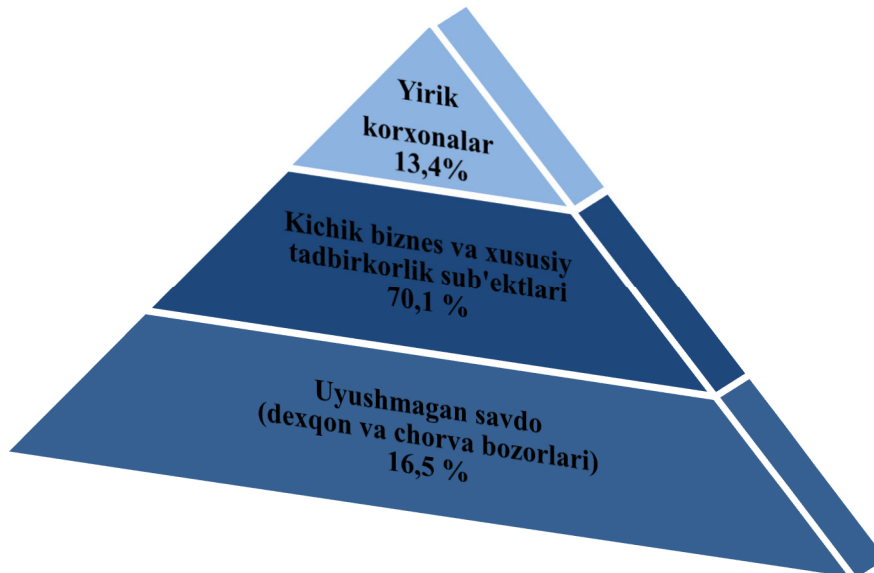 Yirik
korxonalar
13,4%
Kichik biznes va xususiy
tadbirkorlik sub'ektlari
70,1 %
Uyushmagan savdo
(dexqon va chorva bozorlari)
16,5 %